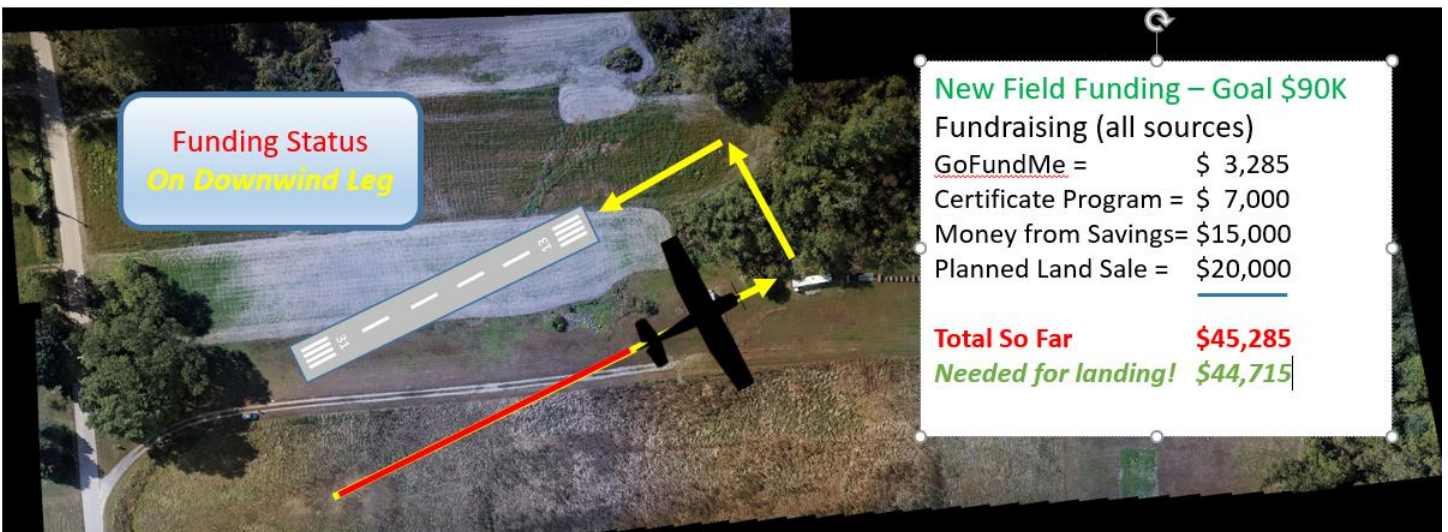 Funding Status
On Downwind Leg
13
31
New Field Funding – Goal $90K
Fundraising (all sources)
GoFundMe = $ 3,285
Certificate Program = $ 7,000
Money from Savings= $15,000
Planned Land Sale = $20,000
Total So Far $45,285
Needed for landing! $44,715